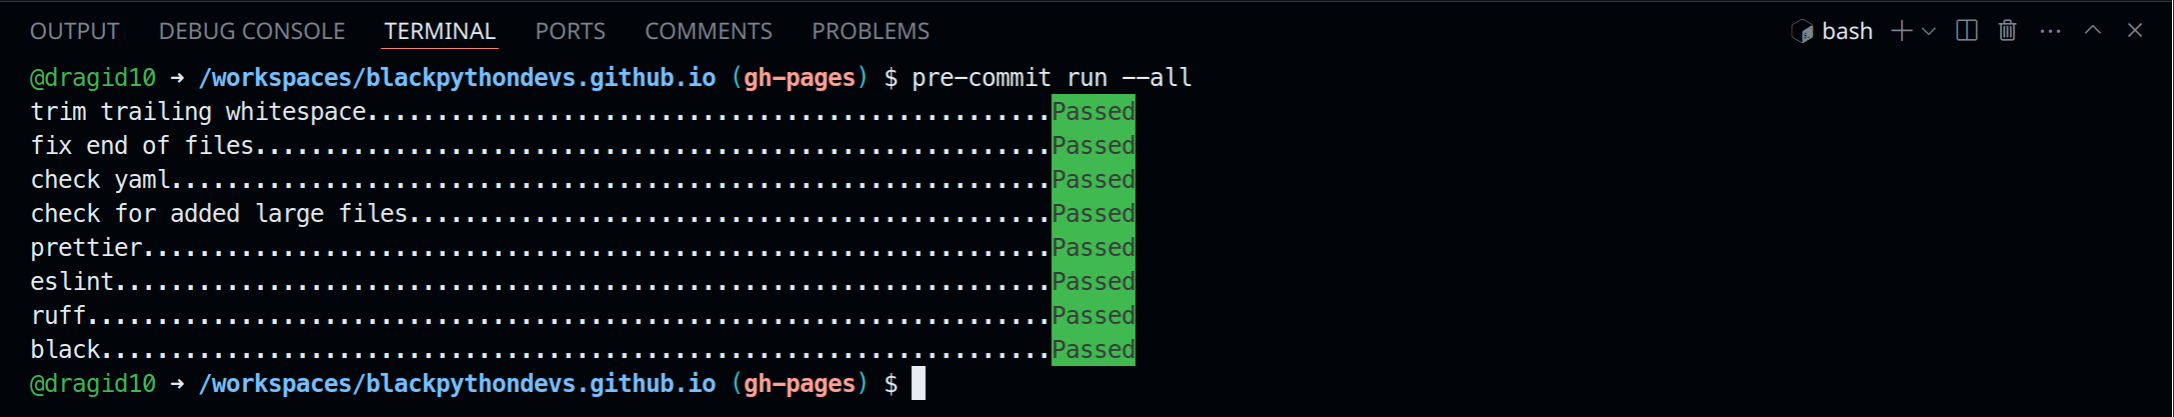 OUTPUT DEBUG CONSOLE TERMINAL PORTS COMMENTS PROBLEMS bash
@dragid10 → /workspaces/blackpythondevs.github.io (gh-pages) $ pre-commit run --all
trim trailing whitespace.................................................Passed
fix end of files.........................................................Passed
check yaml...............................................................Passed
check for added large files..............................................Passed
prettier.................................................................Passed
eslint...................................................................Passed
ruff.....................................................................Passed
black....................................................................Passed
@dragid10 → /workspaces/blackpythondevs.github.io (gh-pages) $